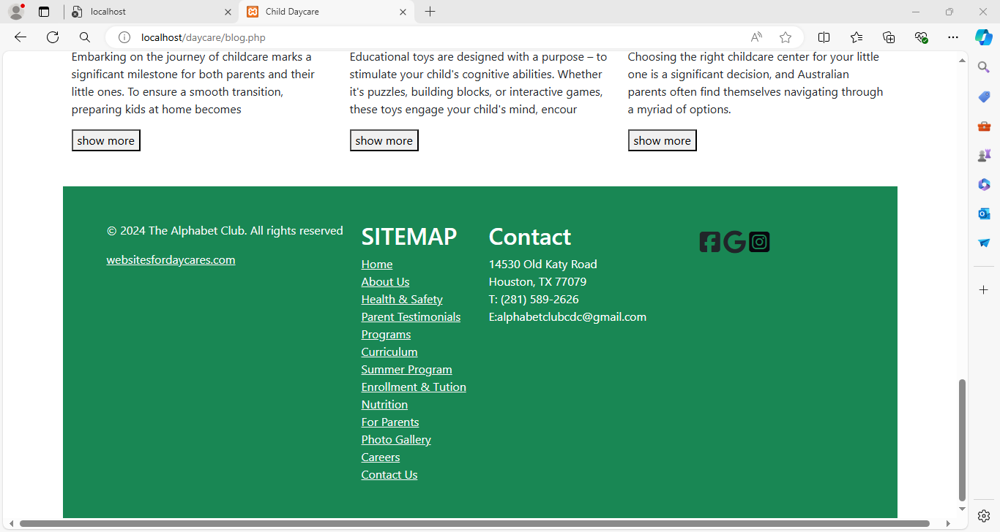 localhost
Child Daycare
localhost/daycare/blog.php
Embarking on the journey of childcare marks a
significant milestone for both parents and their
little ones. To ensure a smooth transition,
preparing kids at home becomes
show more
Educational toys are designed with a purpose – to
stimulate your child's cognitive abilities. Whether
it's puzzles, building blocks, or interactive games,
these toys engage your child's mind, encour
show more
Choosing the right childcare center for your little
one is a significant decision, and Australian
parents often find themselves navigating through
a myriad of options.
show more
© 2024 The Alphabet Club. All rights reserved
websitesfordaycares.com
SITEMAP
Home
About Us
Health & Safety
Parent Testimonials
Programs
Curriculum
Summer Program
Enrollment & Tution
Nutrition
For Parents
Photo Gallery
Careers
Contact Us
Contact
14530 Old Katy Road
Houston, TX 77079
T: (281) 589-2626
E:alphabetclubcdc@gmail.com